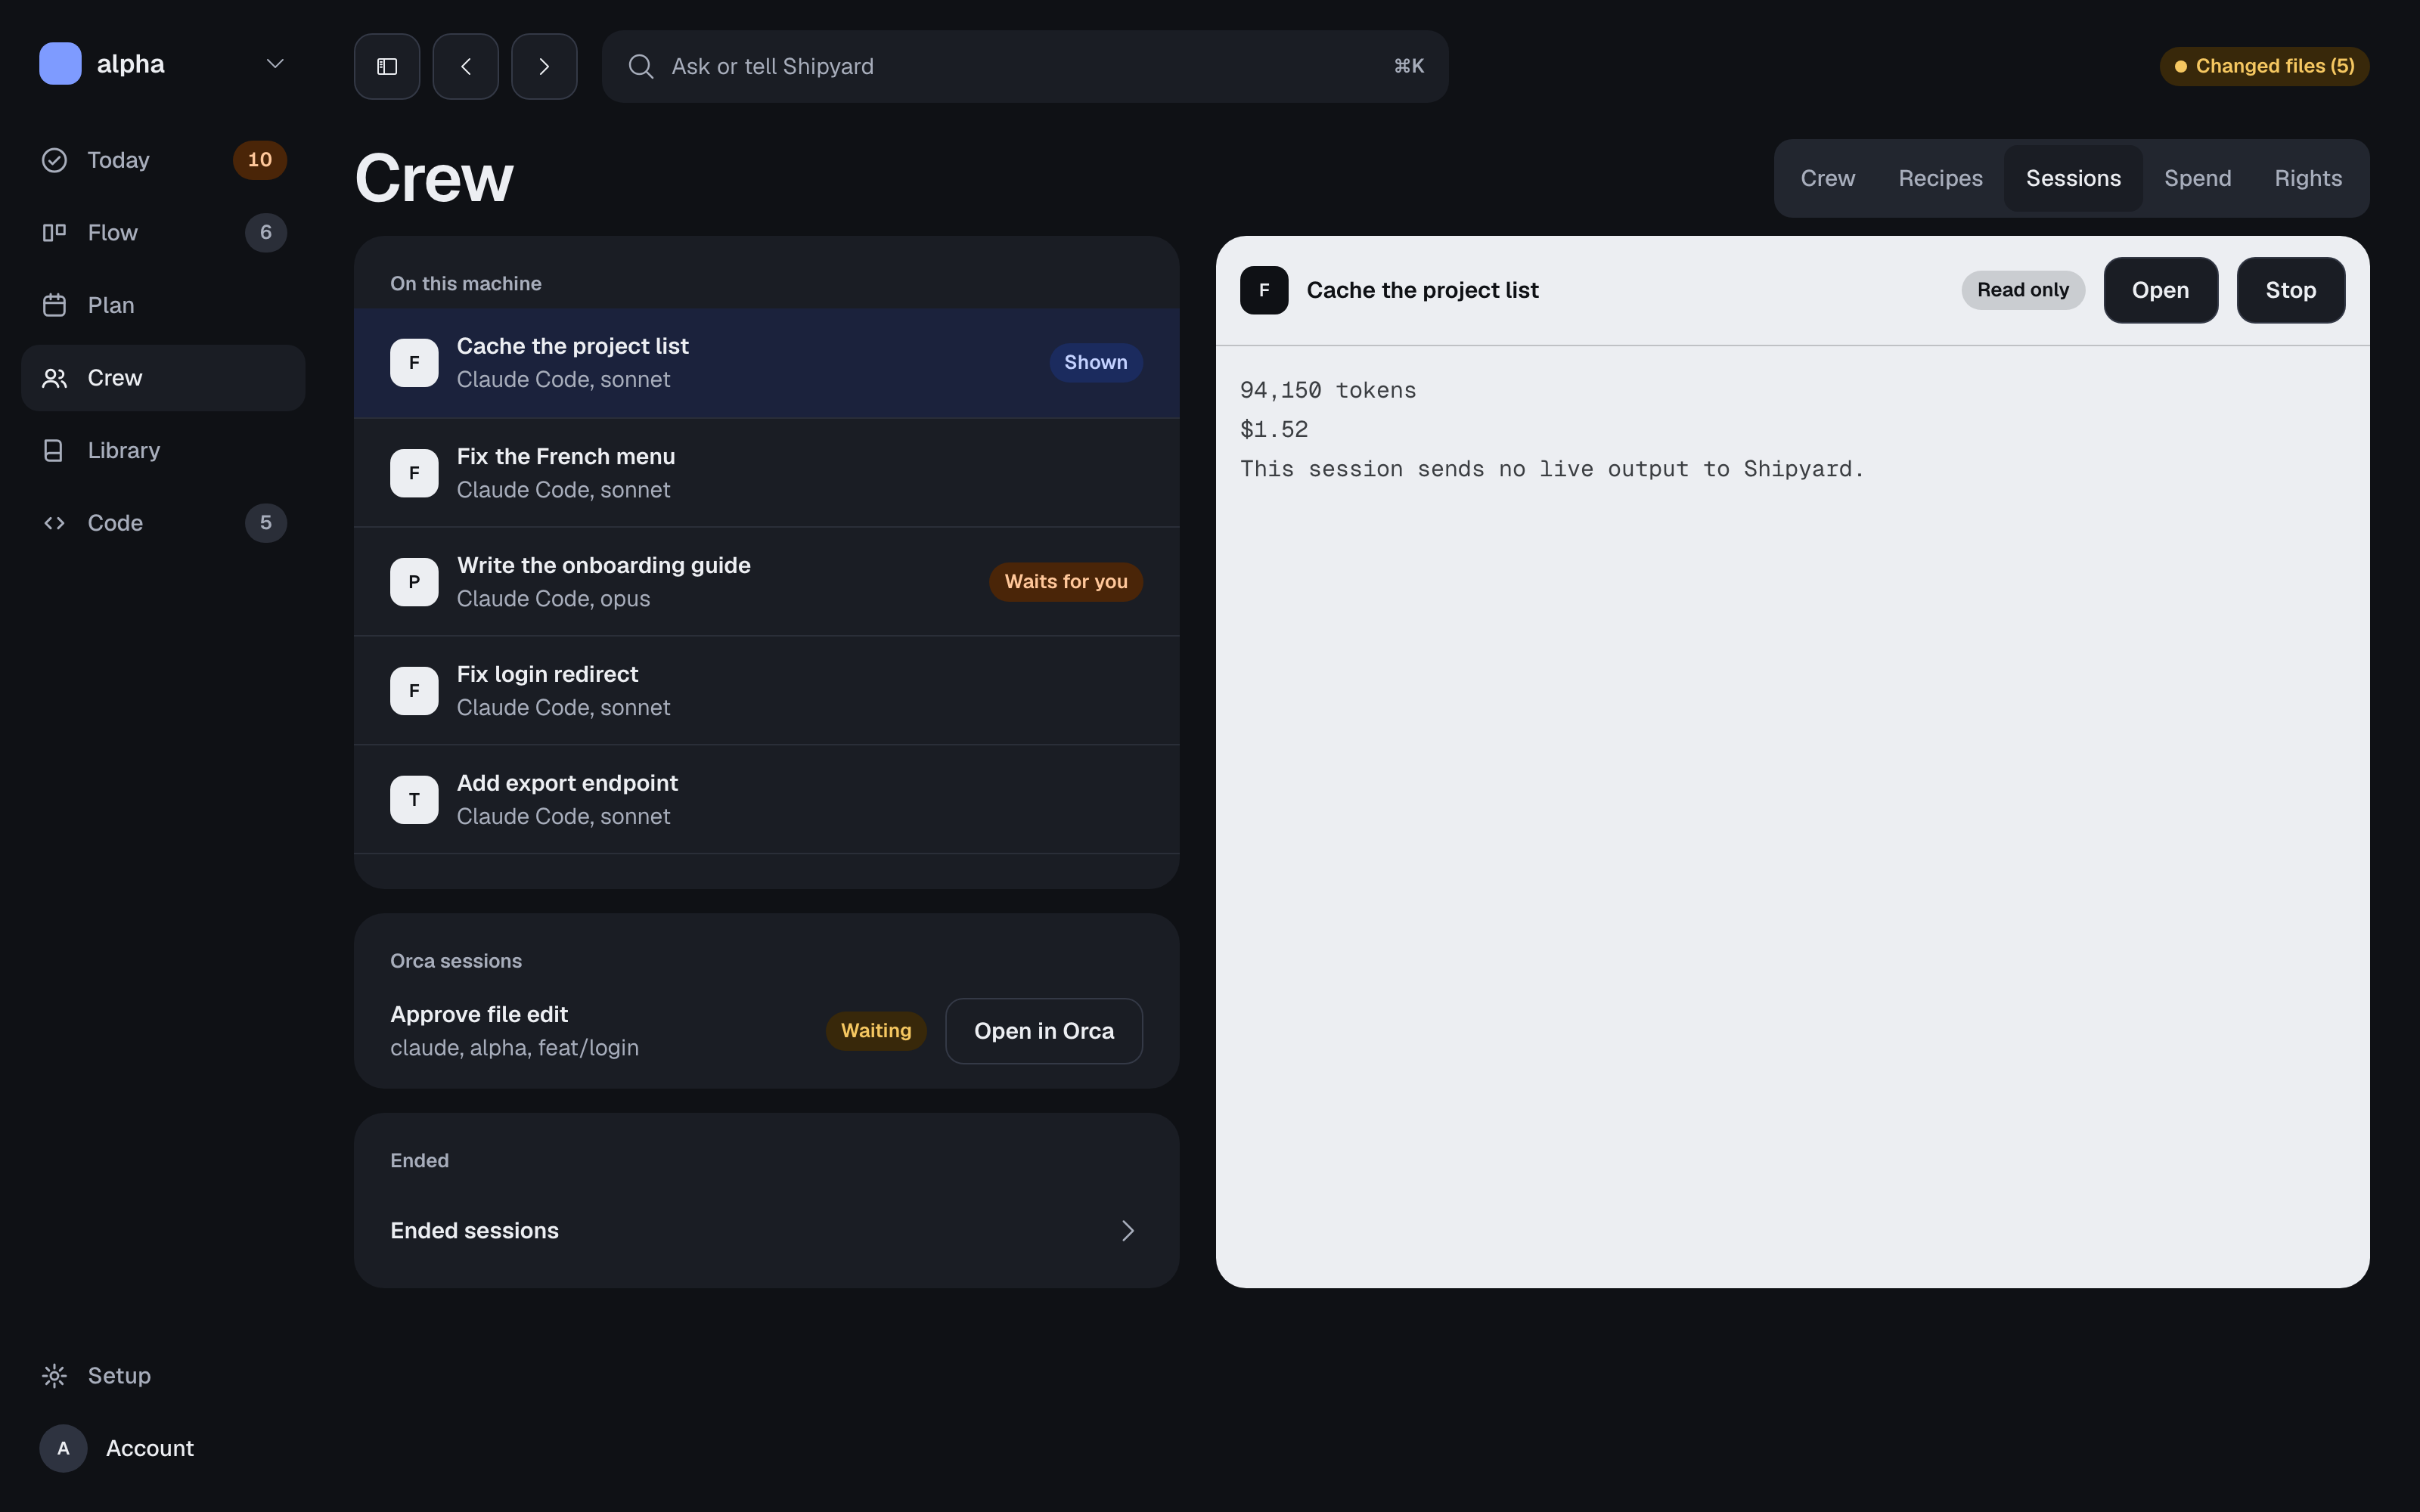 alpha
Ask or tell Shipyard
⌘K
Changed files (5)
Today
10
Flow
6
Plan
Crew
Library
Code
5
Setup
A
Account
Crew
Crew
Recipes
Sessions
Spend
Rights
On this machine
F
Cache the project list
Claude Code, sonnet
Shown
F
Fix the French menu
Claude Code, sonnet
P
Write the onboarding guide
Claude Code, opus
Waits for you
F
Fix login redirect
Claude Code, sonnet
T
Add export endpoint
Claude Code, sonnet
Orca sessions
Approve file edit
claude, alpha, feat/login
Waiting
Open in Orca
Ended
Ended sessions
F
Cache the project list
Read only
Open
Stop
94,150 tokens
$1.52
This session sends no live output to Shipyard.